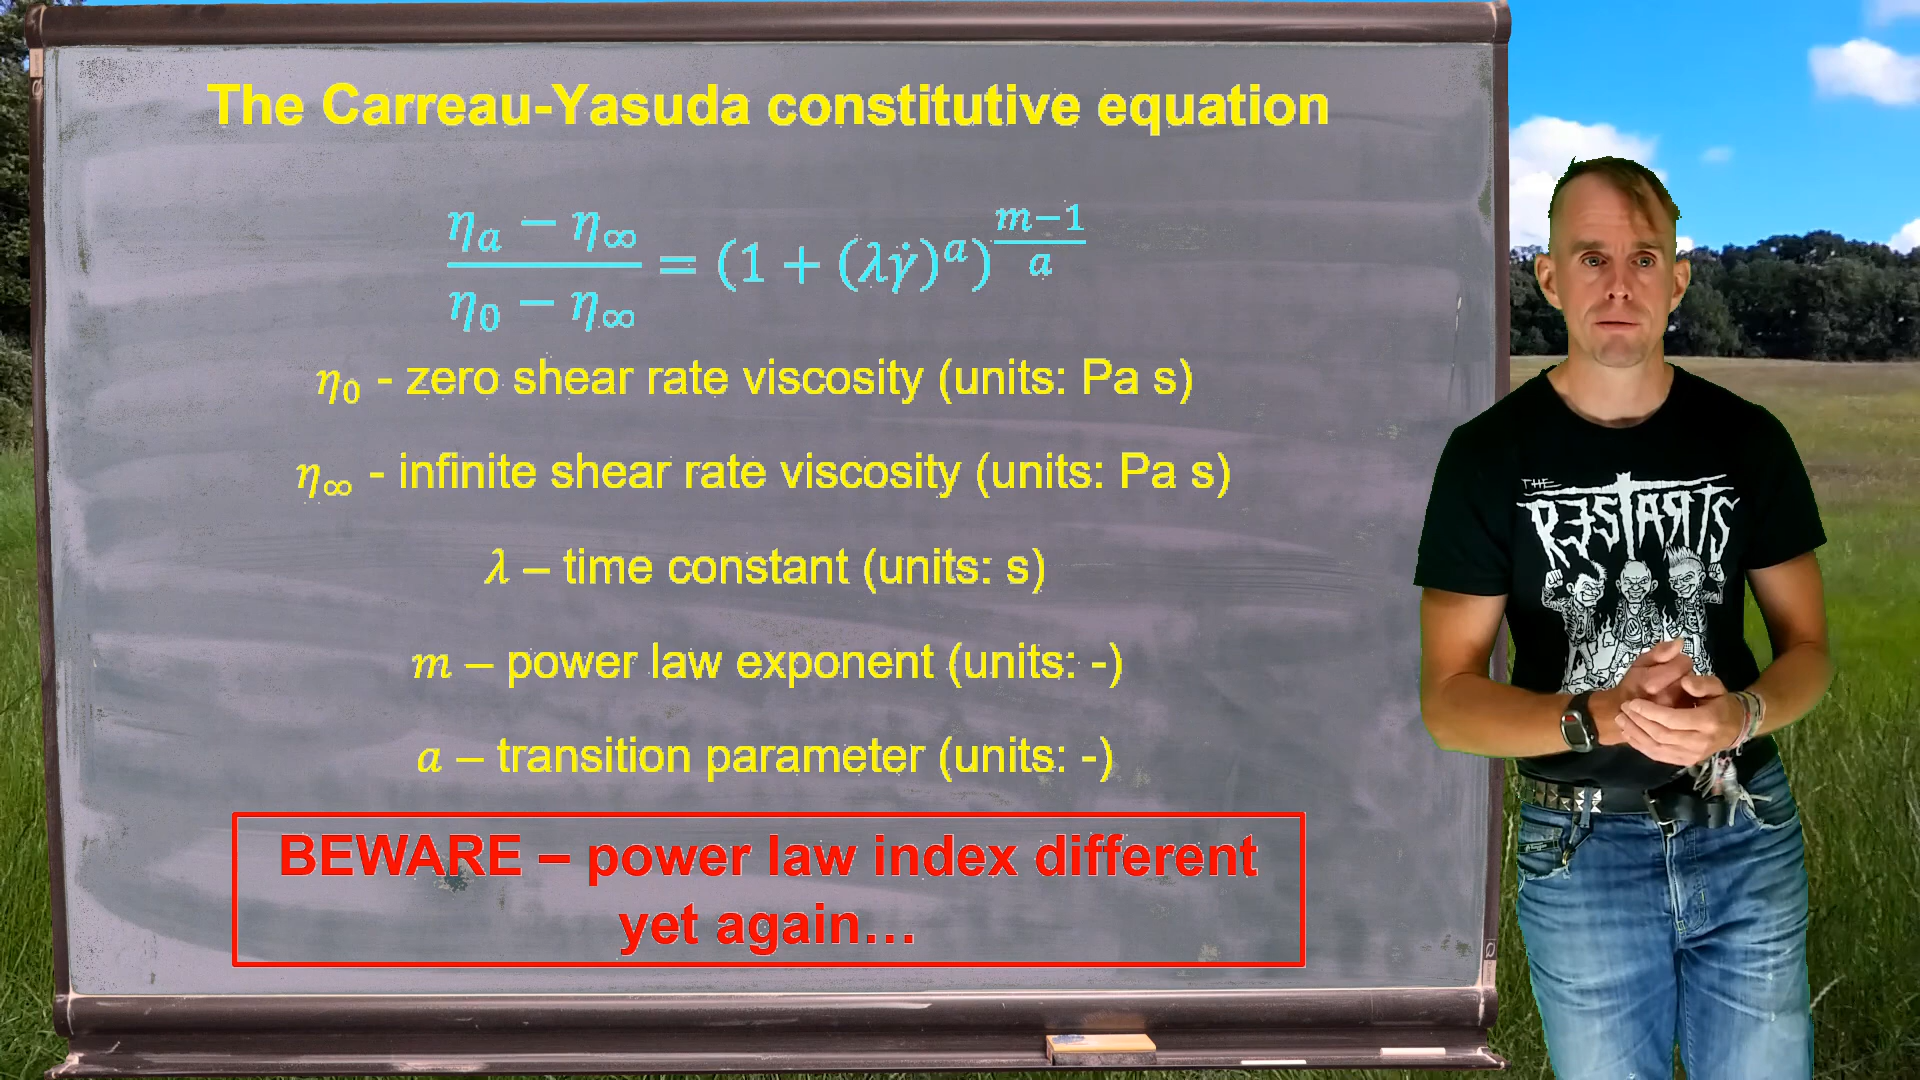 The Carreau-Yasuda constitutive equation
(ηₐ − η∞)/(η₀ − η∞) = (1 + (λγ̇)ᵃ)^((m−1)/a)
η₀ - zero shear rate viscosity (units: Pa s)
η∞ - infinite shear rate viscosity (units: Pa s)
λ – time constant (units: s)
m – power law exponent (units: -)
a – transition parameter (units: -)
BEWARE – power law index different
yet again…
THE
RESTARTS